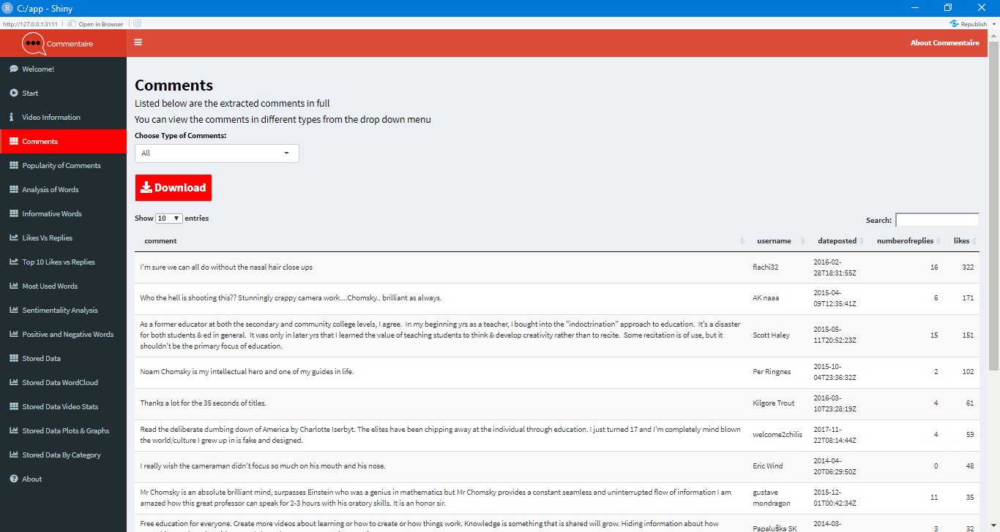 C:/app - Shiny
http://127.0.0.1:3111 Open in Browser Republish
Commentaire About Commentaire
Welcome!
Start
Video Information
Comments
Popularity of Comments
Analysis of Words
Informative Words
Likes Vs Replies
Top 10 Likes vs Replies
Most Used Words
Sentimentality Analysis
Positive and Negative Words
Stored Data
Stored Data WordCloud
Stored Data Video Stats
Stored Data Plots & Graphs
Stored Data By Category
About
Comments
Listed below are the extracted comments in full
You can view the comments in different types from the drop down menu
Choose Type of Comments:
All
Download
Show 10 entries
Search:
comment username dateposted numberofreplies likes
I'm sure we can all do without the nasal hair close ups flachi32 2016-02-
28T18:31:55Z 16 322
Who the hell is shooting this?? Stunningly crappy camera work....Chomsky.. brilliant as always. AK naaa 2015-04-
09T12:35:41Z 6 171
As a former educator at both the secondary and community college levels, I agree. In my beginning yrs as a teacher, I bought into the "indoctrination" approach to education. It's a disaster
for both students & ed in general. It was only in later yrs that I learned the value of teaching students to think & develop creativity rather than to recite. Some recitation is of use, but it
shouldn't be the primary focus of education.
Scott Haley 2015-05-
11T20:52:23Z 15 151
Noam Chomsky is my intellectual hero and one of my guides in life. Per Ringnes 2015-10-
04T23:36:32Z 2 102
Thanks a lot for the 35 seconds of titles. Kilgore Trout 2016-03-
10T23:28:19Z 4 61
Read the deliberate dumbing down of America by Charlotte Iserbyt. The elites have been chipping away at the individual through education. I just turned 17 and I'm completely mind blown
the world/culture I grew up in is fake and designed.
welcome2chilis 2017-11-
22T08:14:44Z 4 59
I really wish the cameraman didn't focus so much on his mouth and his nose. Eric Wind 2014-04-
20T06:29:50Z 0 48
Mr Chomsky is an absolute brilliant mind, surpasses Einstein who was a genius in mathematics but Mr Chomsky provides a constant seamless and uninterrupted flow of information I am
amazed how this great professor can speak for 2-3 hours with his oratory skills. It is an honor sir.
gustave
mondragon 2015-12-
01T00:42:34Z 11 35
Free education for everyone. Create more videos about learning or how to create or how things work. Knowledge is something that is shared will grow. Hiding information about how
Papaluška SK 2014-03-
3 32